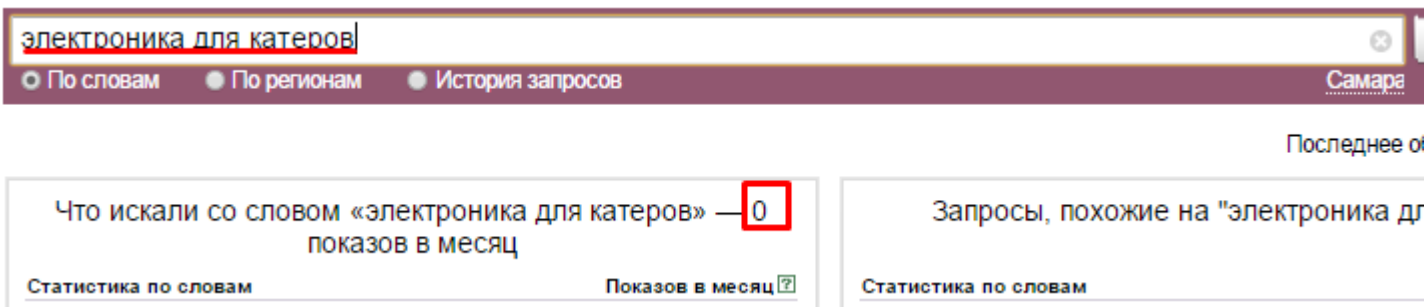 электроника для катеров
По словам По регионам История запросов Самара
Последнее
Что искали со словом «электроника для катеров» — 0
показов в месяц
Запросы, похожие на "электроника
Статистика по словам Показов в месяц ?
Статистика по словам